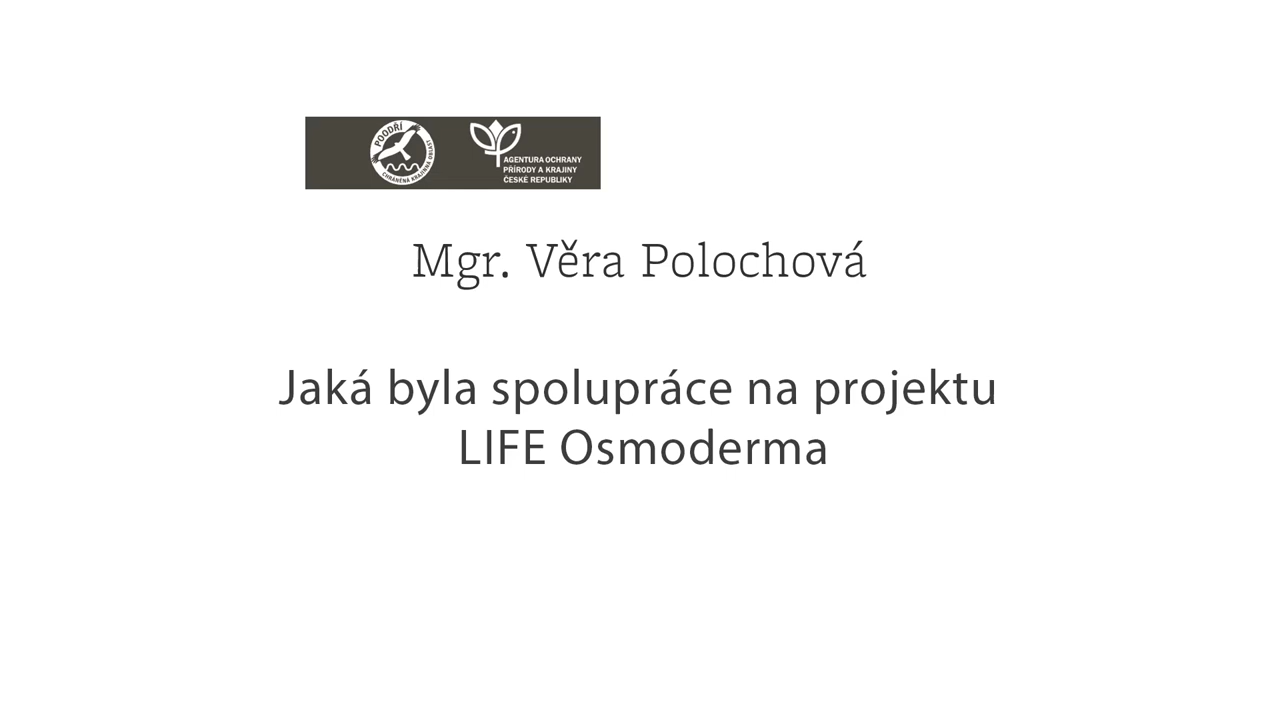 POODŘÍ
CHRÁNĚNÁ KRAJINNÁ OBLAST
AGENTURA OCHRANY
PŘÍRODY A KRAJINY
ČESKÉ REPUBLIKY
Mgr. Věra Polochová
Jaká byla spolupráce na projektu
LIFE Osmoderma